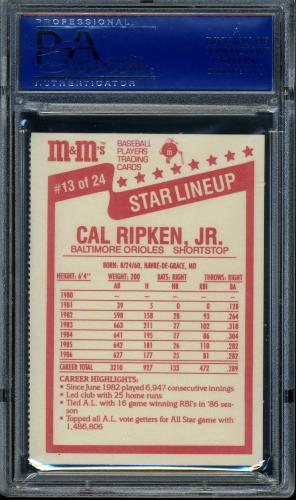 PROFESSIONAL
PSA
AUTHENTICATOR
m&m's
BASEBALL
PLAYERS
TRADING
CARDS
m
#13 of 24
STAR LINEUP
CAL RIPKEN, JR.
BALTIMORE ORIOLES SHORTSTOP
BORN: 8/24/60, HAVRE-DE-GRACE, MD
HEIGHT: 6'4" WEIGHT: 200 BATS: RIGHT THROWS: RIGHT
AB H HR RBI BA
1980 — — — — —
1981 39 5 0 0 .128
1982 598 158 28 93 .264
1983 663 211 27 102 .318
1984 641 195 27 86 .304
1985 642 181 26 110 .282
1986 627 177 25 81 .282
CAREER TOTAL 3210 927 133 472 .289
CAREER HIGHLIGHTS:
• Since June 1982 played 6,947 consecutive innings
• Led club with 25 home runs
• Tied A.L. with 16 game winning RBI's in '86
season
• Topped all A.L. vote getters for All Star game with
1,486,806